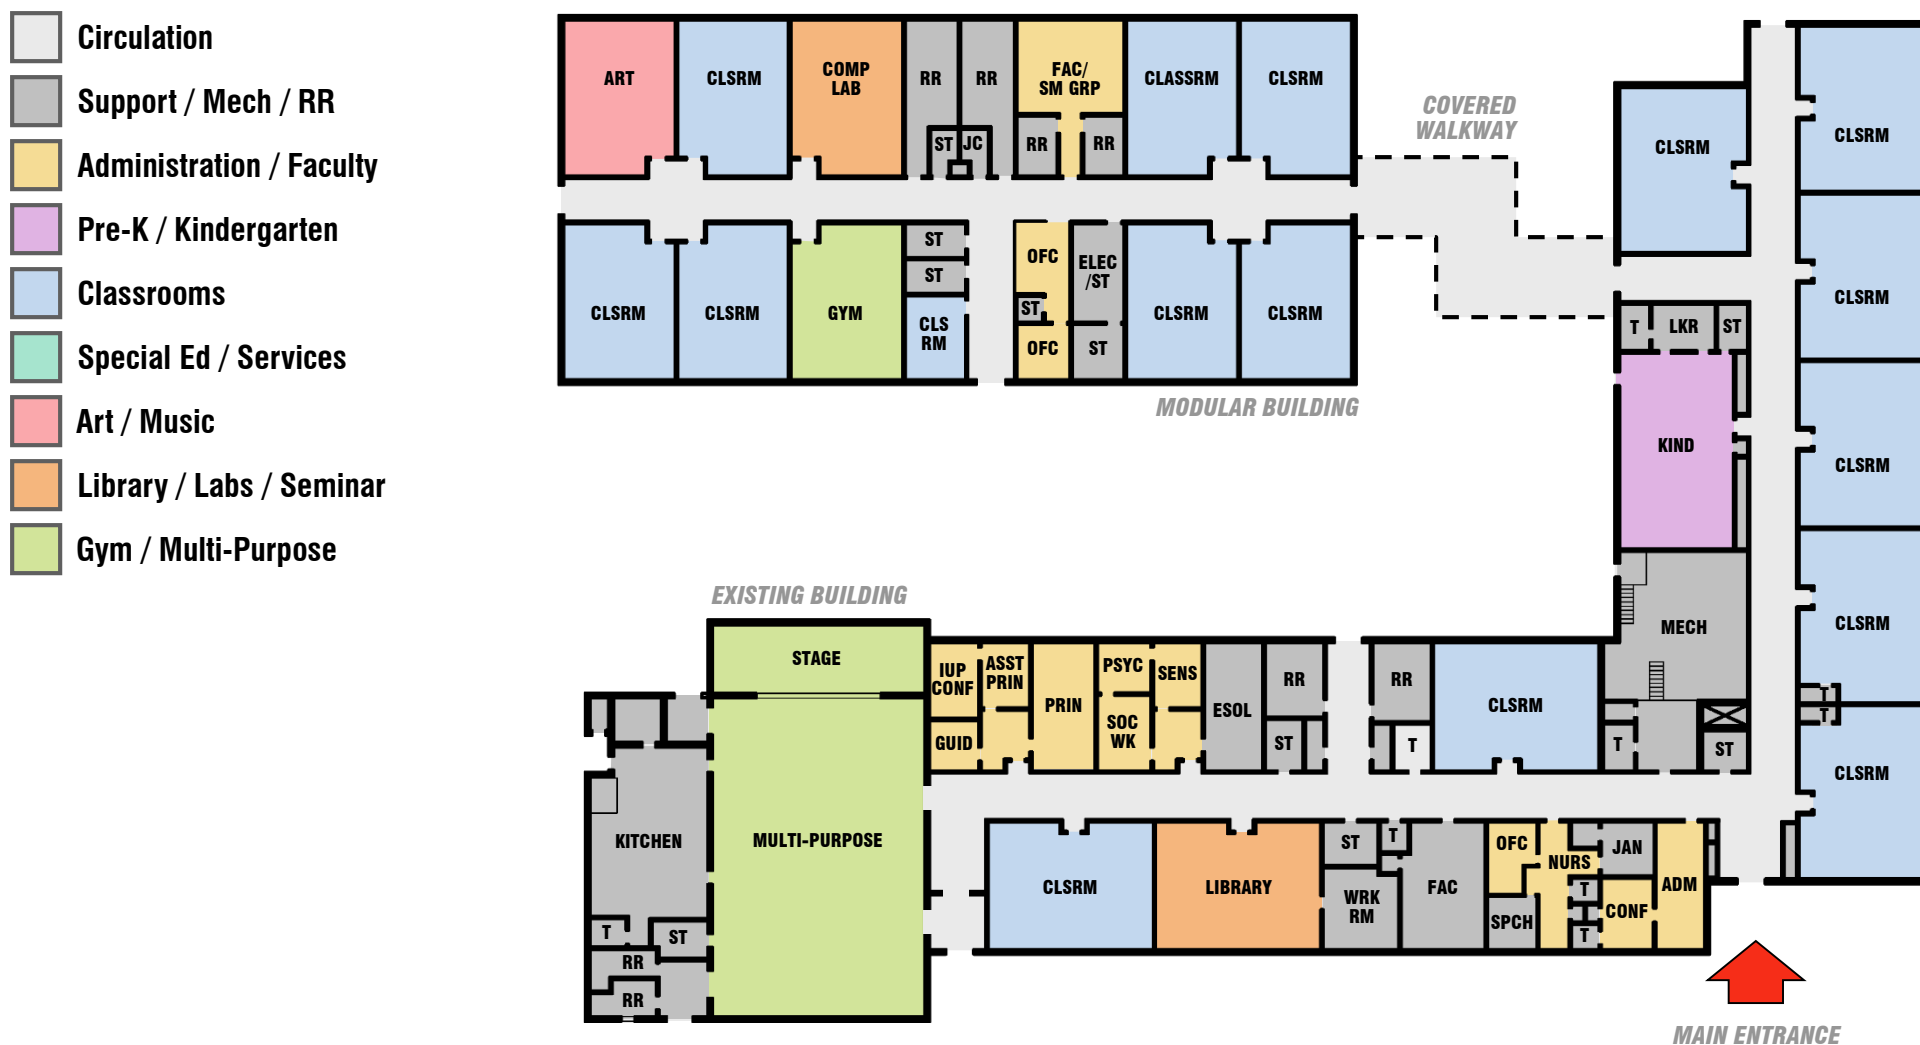 Circulation
Support / Mech / RR
Administration / Faculty
Pre-K / Kindergarten
Classrooms
Special Ed / Services
Art / Music
Library / Labs / Seminar
Gym / Multi-Purpose
ART
CLSRM
COMP
LAB
RR
RR
ST
JC
FAC/
SM GRP
RR
RR
CLASSRM
CLSRM
CLSRM
CLSRM
GYM
ST
ST
CLS
RM
OFC
ST
OFC
ELEC
/ST
ST
CLSRM
CLSRM
MODULAR BUILDING
COVERED
WALKWAY
CLSRM
CLSRM
CLSRM
CLSRM
CLSRM
T
T
CLSRM
T
LKR
ST
KIND
MECH
T
ST
EXISTING BUILDING
STAGE
MULTI-PURPOSE
KITCHEN
T
ST
RR
RR
IUP
CONF
GUID
ASST
PRIN
PRIN
PSYC
SOC
WK
SENS
ESOL
RR
ST
RR
T
CLSRM
CLSRM
LIBRARY
ST
T
WRK
RM
FAC
OFC
SPCH
NURS
T
T
JAN
CONF
ADM
MAIN ENTRANCE